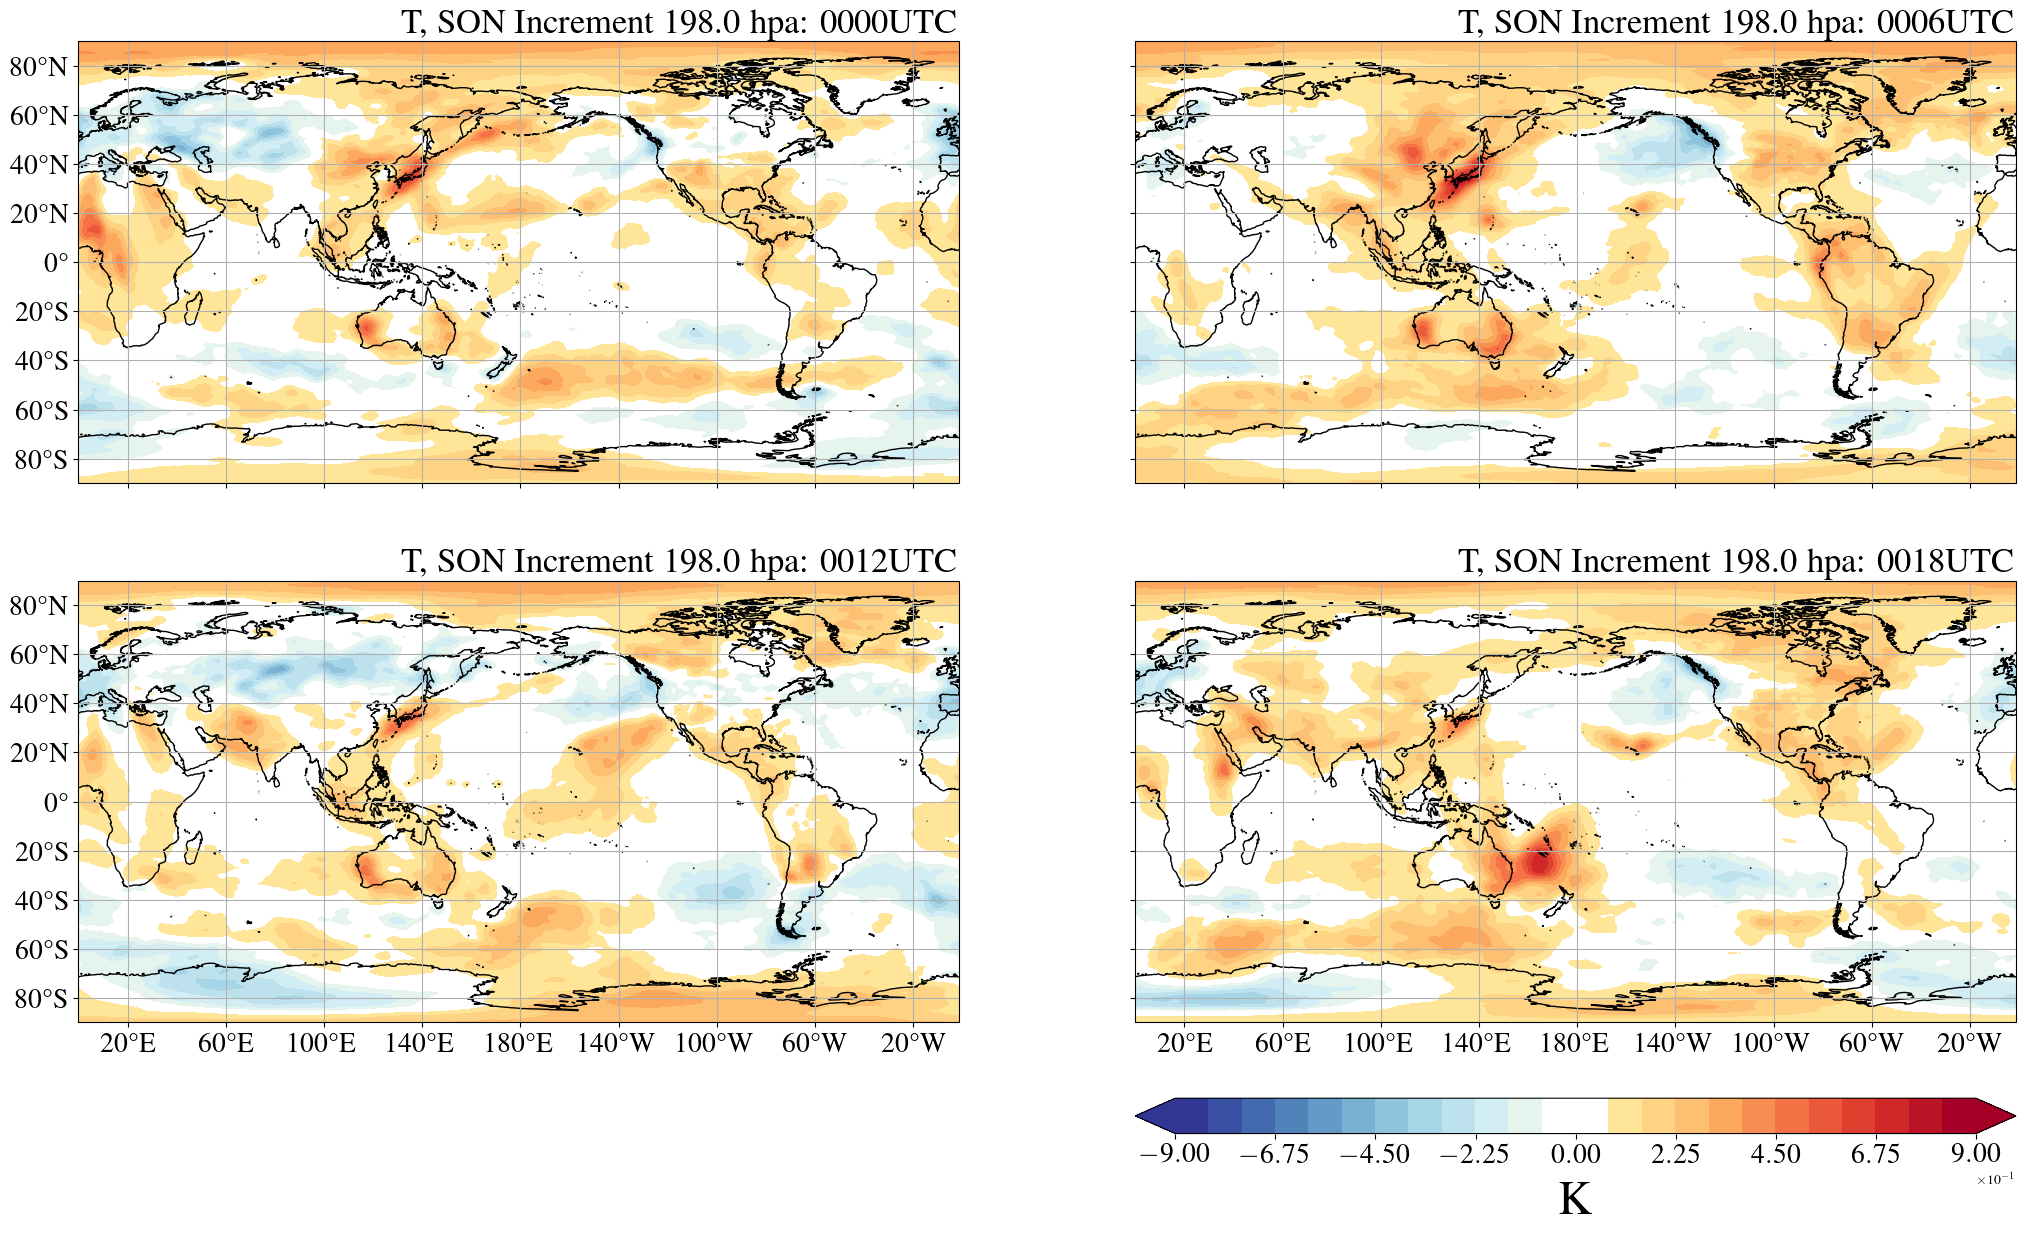 T, SON Increment 198.0 hpa: 0000UTC
T, SON Increment 198.0 hpa: 0006UTC
80°N
60°N
40°N
20°N
0°
20°S
40°S
60°S
80°S
T, SON Increment 198.0 hpa: 0012UTC
T, SON Increment 198.0 hpa: 0018UTC
80°N
60°N
40°N
20°N
0°
20°S
40°S
60°S
80°S
20°E 60°E 100°E 140°E 180°E 140°W 100°W 60°W 20°W
20°E 60°E 100°E 140°E 180°E 140°W 100°W 60°W 20°W
−9.00 −6.75 −4.50 −2.25 0.00 2.25 4.50 6.75 9.00
×10⁻¹
K